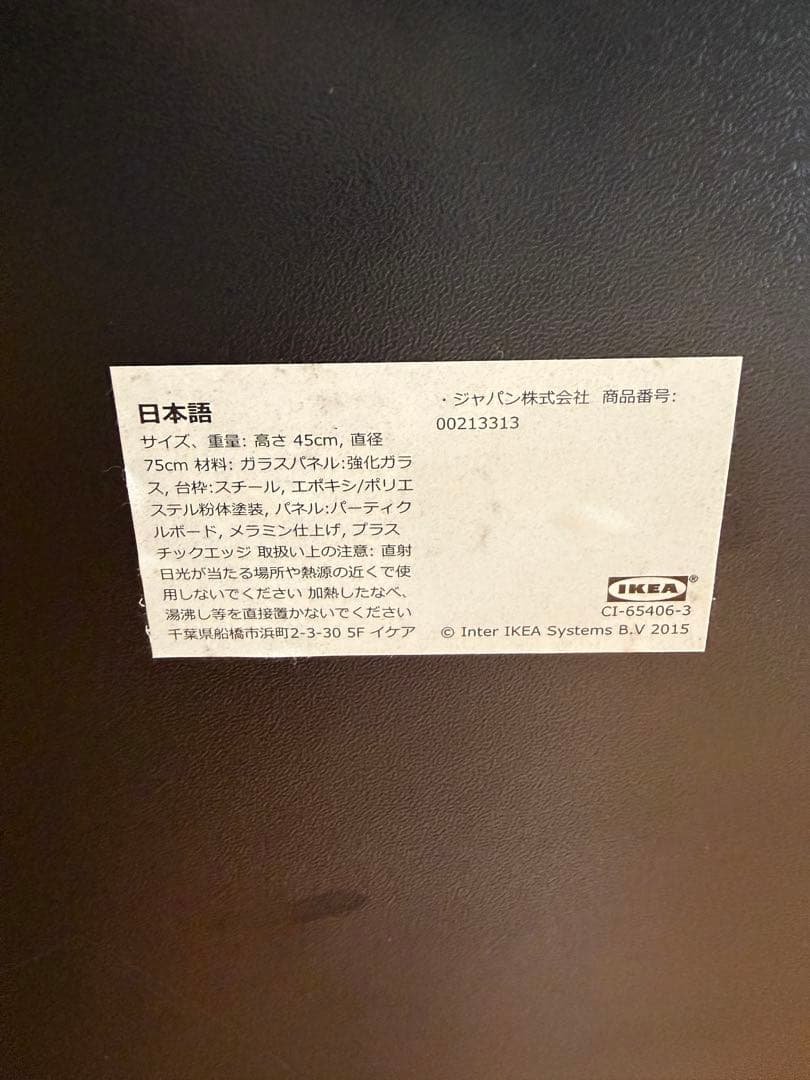 日本語
サイズ、重量: 高さ 45cm, 直径
75cm 材料: ガラスパネル:強化ガラ
ス, 台枠:スチール, エポキシ/ポリエ
ステル粉体塗装, パネル:パーティク
ルボード, メラミン仕上げ, プラス
チックエッジ 取扱い上の注意: 直射
日光が当たる場所や熱源の近くで使
用しないでください 加熱したなべ、
湯沸し等を直接置かないでください
千葉県船橋市浜町2-3-30 5F イケア
・ジャパン株式会社 商品番号:
00213313
IKEA®
CI-65406-3
© Inter IKEA Systems B.V 2015